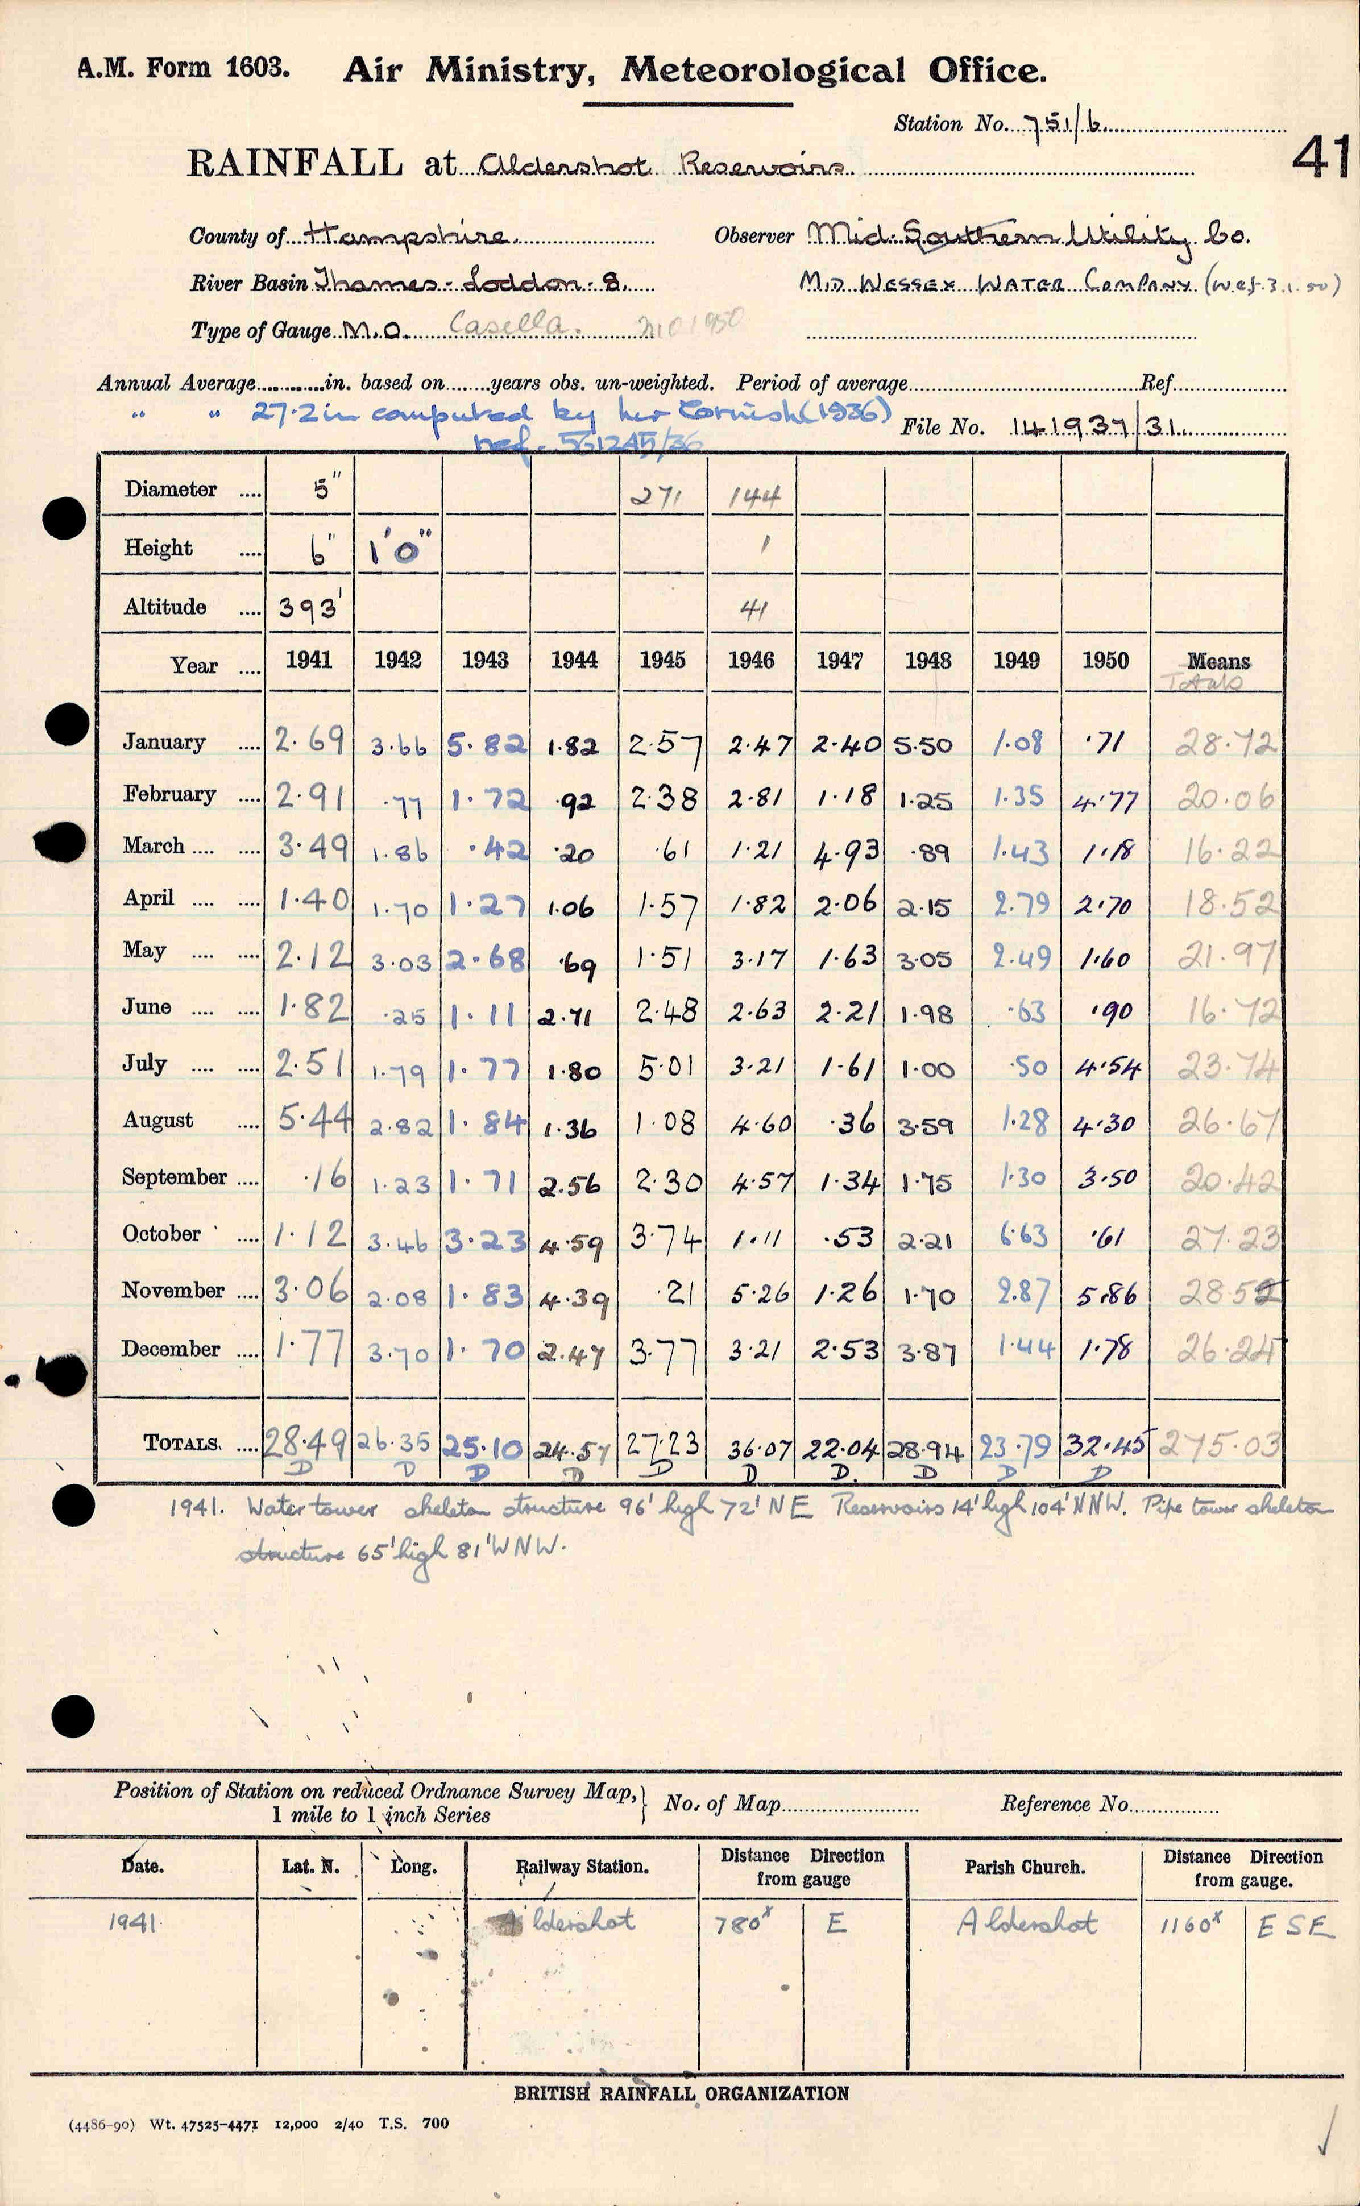 A.M. Form 1603. Air Ministry, Meteorological Office.
Station No. 751/6
41
RAINFALL at Aldershot Reservoirs
County of Hampshire Observer Mid. Southern Utility Co.
River Basin Thames - Loddon - 8. Mid Wessex Water Company (w.e.f. 3.1.50)
Type of Gauge M.O. Casella.
Annual Average in. based on years obs. un-weighted. Period of average Ref
" " 27.2 in computed by Cornish (1936) File No. 141937/31
ref. 561245/36
Diameter 5" 271 144
Height 6" 1'0" 1
Altitude 393' 41
Year 1941 1942 1943 1944 1945 1946 1947 1948 1949 1950 Means
Totals
January 2.69 3.66 5.82 1.82 2.57 2.47 2.40 5.50 1.08 .71 28.72
February 2.91 .77 1.72 .92 2.38 2.81 1.18 1.25 1.35 4.77 20.06
March 3.49 1.86 .42 .20 .61 1.21 4.93 .89 1.43 1.18 16.22
April 1.40 1.70 1.27 1.06 1.57 1.82 2.06 2.15 2.79 2.70 18.52
May 2.12 3.03 2.68 .69 1.51 3.17 1.63 3.05 2.49 1.60 21.97
June 1.82 .25 1.11 2.71 2.48 2.63 2.21 1.98 .63 .90 16.72
July 2.51 1.79 1.77 1.80 5.01 3.21 1.61 1.00 .50 4.54 23.74
August 5.44 2.82 1.84 1.36 1.08 4.60 .36 3.59 1.28 4.30 26.67
September .16 1.23 1.71 2.56 2.30 4.57 1.34 1.75 1.30 3.50 20.42
October 1.12 3.46 3.23 4.59 3.74 1.11 .53 2.21 6.63 .61 27.23
November 3.06 2.08 1.83 4.39 .21 5.26 1.26 1.70 2.87 5.86 28.52
December 1.77 3.70 1.70 2.47 3.77 3.21 2.53 3.87 1.44 1.78 26.24
TOTALS. 28.49 26.35 25.10 24.57 27.23 36.07 22.04 28.94 23.79 32.45 275.03
D D D D D D D. D D D
1941. Water tower skeleton structure 96' high 72' NE Reservoirs 14' high 104' NNW. Pipe tower skeleton
structure 65' high 81' WNW.
Position of Station on reduced Ordnance Survey Map,
1 mile to 1 inch Series
No. of Map Reference No.
Date. Lat. N. Long. Railway Station. Distance Direction from gauge Parish Church. Distance Direction from gauge.
1941 Aldershot 780x E Aldershot 1160x ESE
BRITISH RAINFALL ORGANIZATION
(4486-90) Wt. 47525-4471 12,000 2/40 T.S. 700